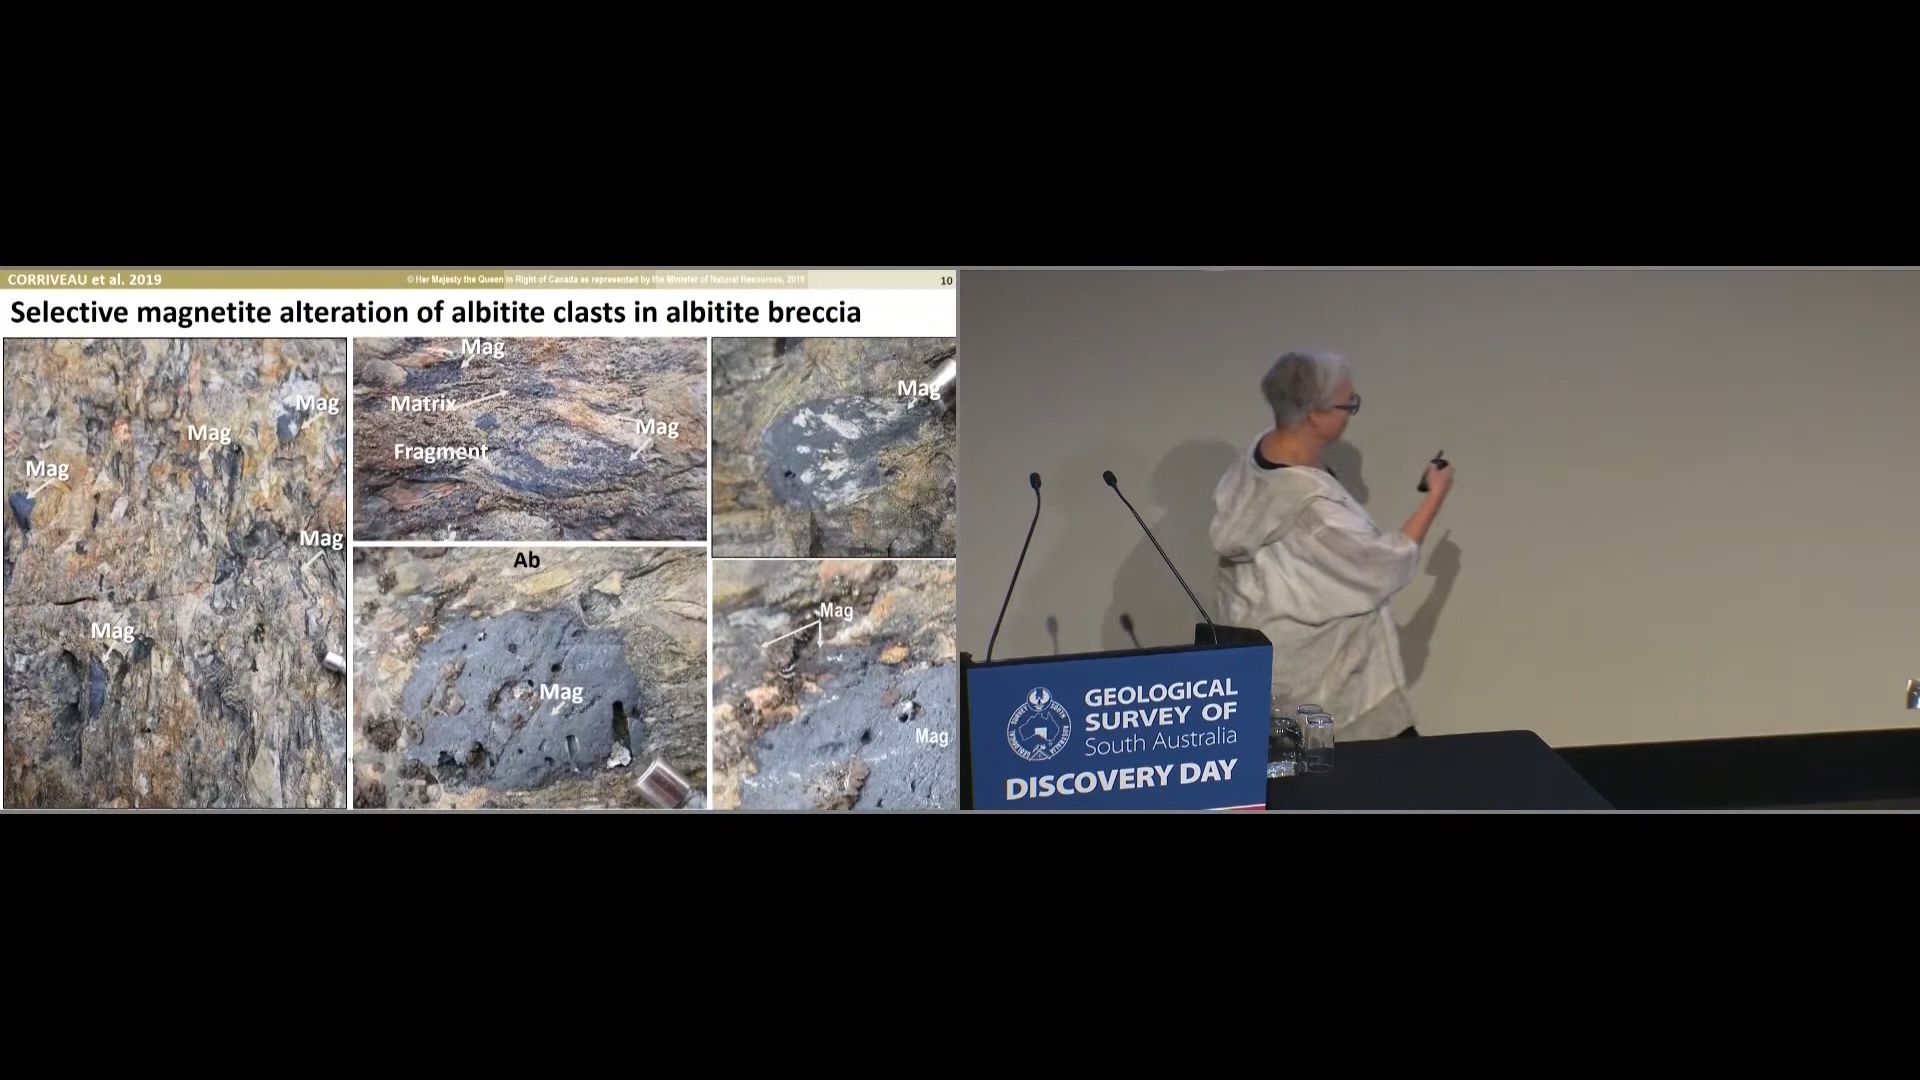 CORRIVEAU et al. 2019
© Her Majesty the Queen in Right of Canada as represented by the Minister of Natural Resources, 2019
10
Selective magnetite alteration of albitite clasts in albitite breccia
Mag
Mag
Mag
Mag
Mag
Mag
Matrix
Mag
Fragment
Mag
Ab
Mag
Mag
Mag
GEOLOGICAL
SURVEY OF
South Australia
DISCOVERY DAY